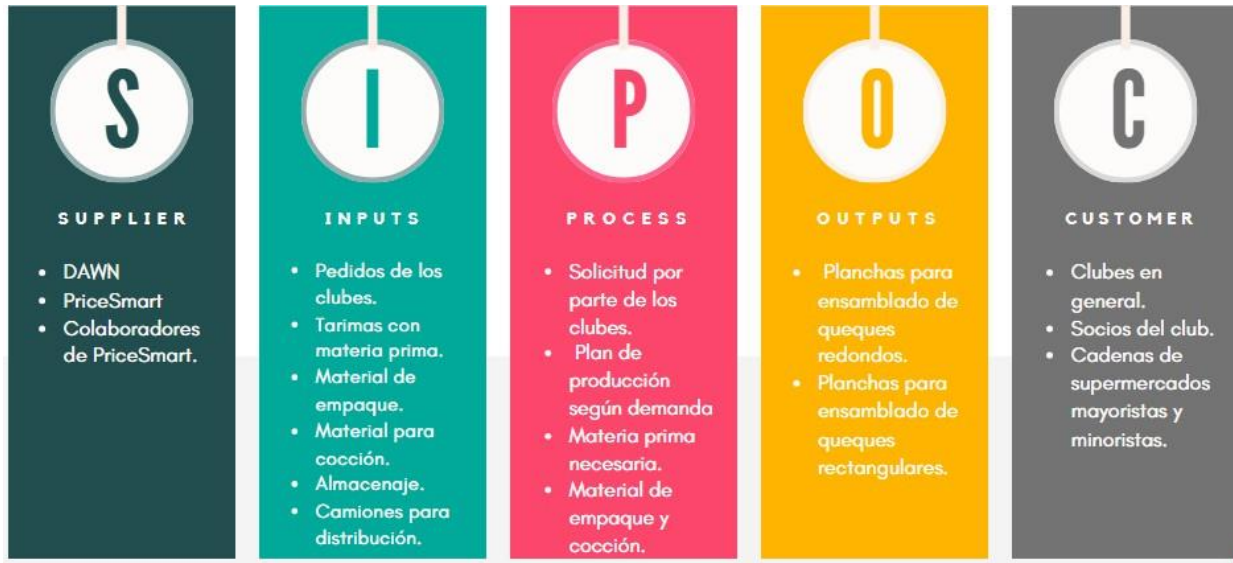 S
SUPPLIER
• DAWN
• PriceSmart
• Colaboradores
de PriceSmart.
I
INPUTS
• Pedidos de los
clubes.
• Tarimas con
materia prima.
• Material de
empaque.
• Material para
cocción.
• Almacenaje.
• Camiones para
distribución.
P
PROCESS
• Solicitud por
parte de los
clubes.
• Plan de
producción
según demanda
• Materia prima
necesaria.
• Material de
empaque y
cocción.
O
OUTPUTS
• Planchas para
ensamblado de
queques
redondos.
• Planchas para
ensamblado de
queques
rectangulares.
C
CUSTOMER
• Clubes en
general.
• Socios del club.
• Cadenas de
supermercados
mayoristas y
minoristas.